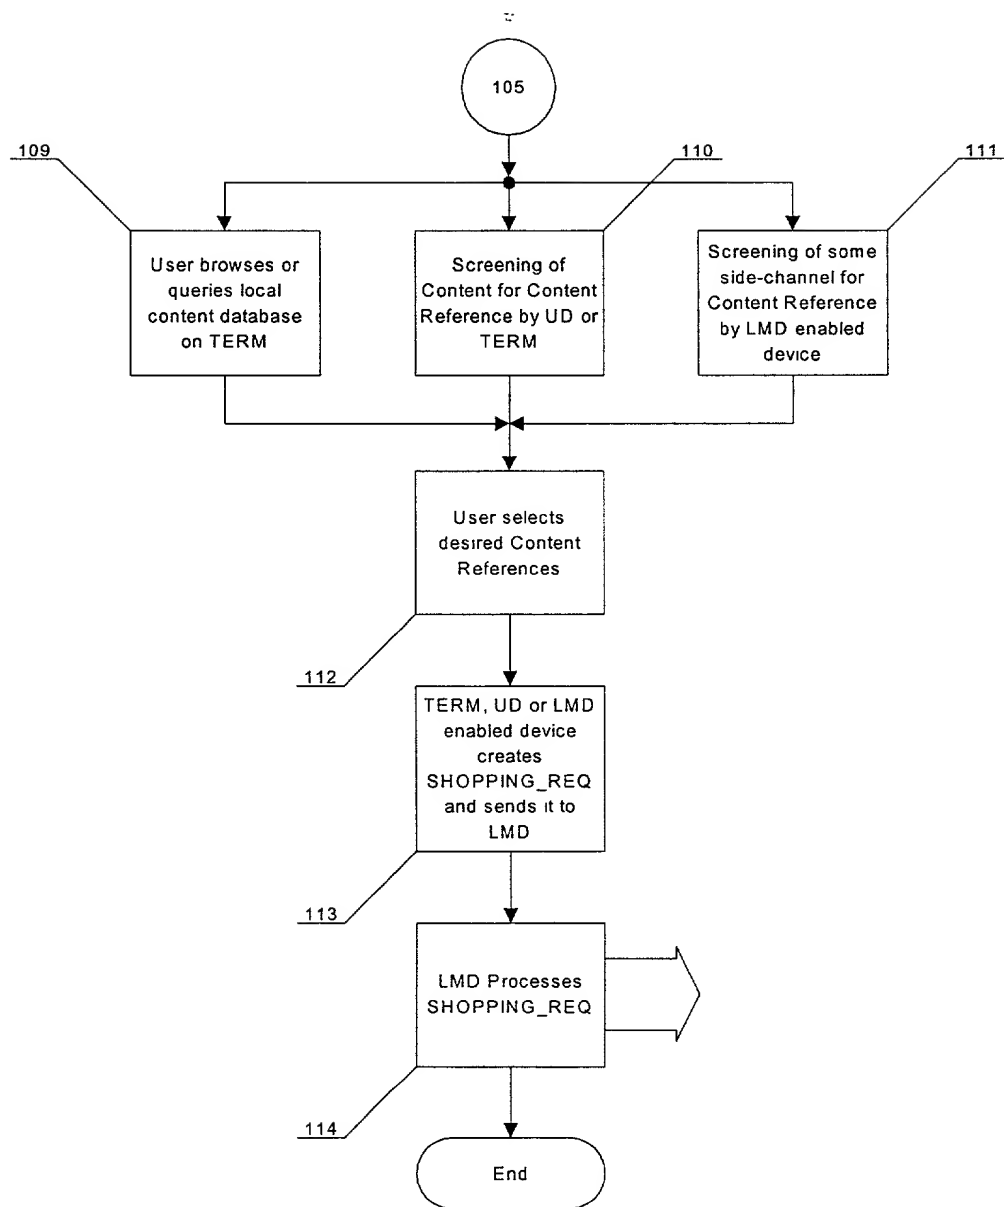 105
109
110
111
User browses or
queries local
content database
on TERM
Screening of
Content for Content
Reference by UD or
TERM
Screening of some
side-channel for
Content Reference
by LMD enabled
device
User selects
desired Content
References
112
TERM, UD or LMD
enabled device
creates
SHOPPING_REQ
and sends it to
LMD
113
LMD Processes
SHOPPING_REQ
114
End